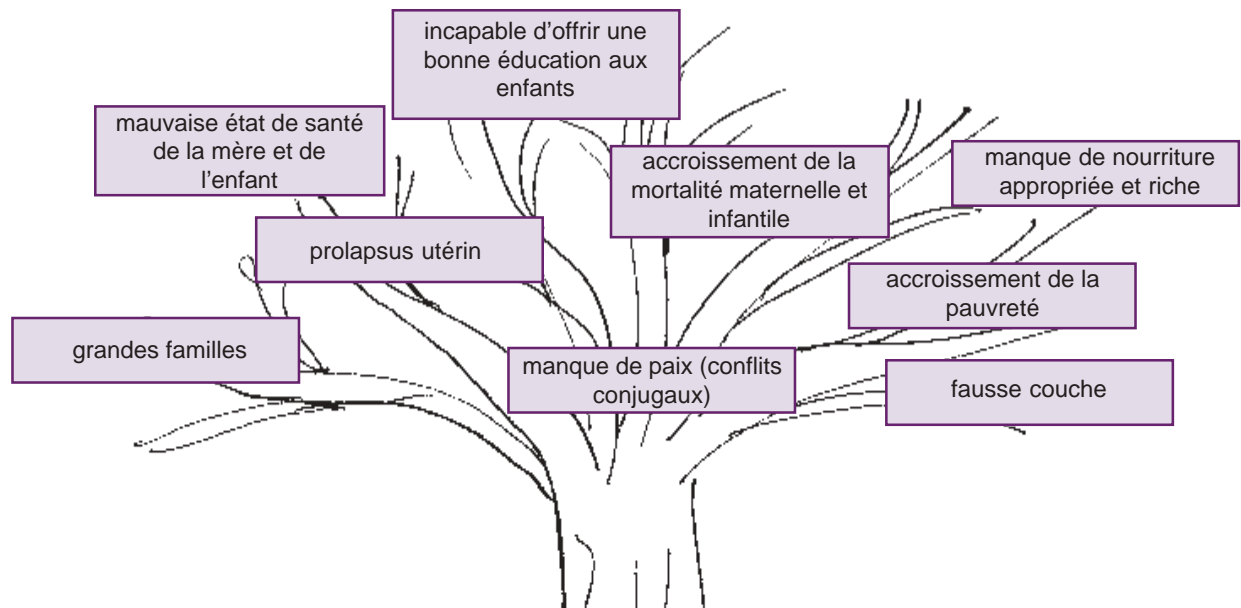 incapable d'offrir une
bonne éducation aux
enfants
mauvaise état de santé
de la mère et de
l'enfant
accroissement de la
mortalité maternelle et
infantile
manque de nourriture
appropriée et riche
prolapsus utérin
accroissement de la
pauvreté
grandes familles
manque de paix (conflits
conjugaux)
fausse couche